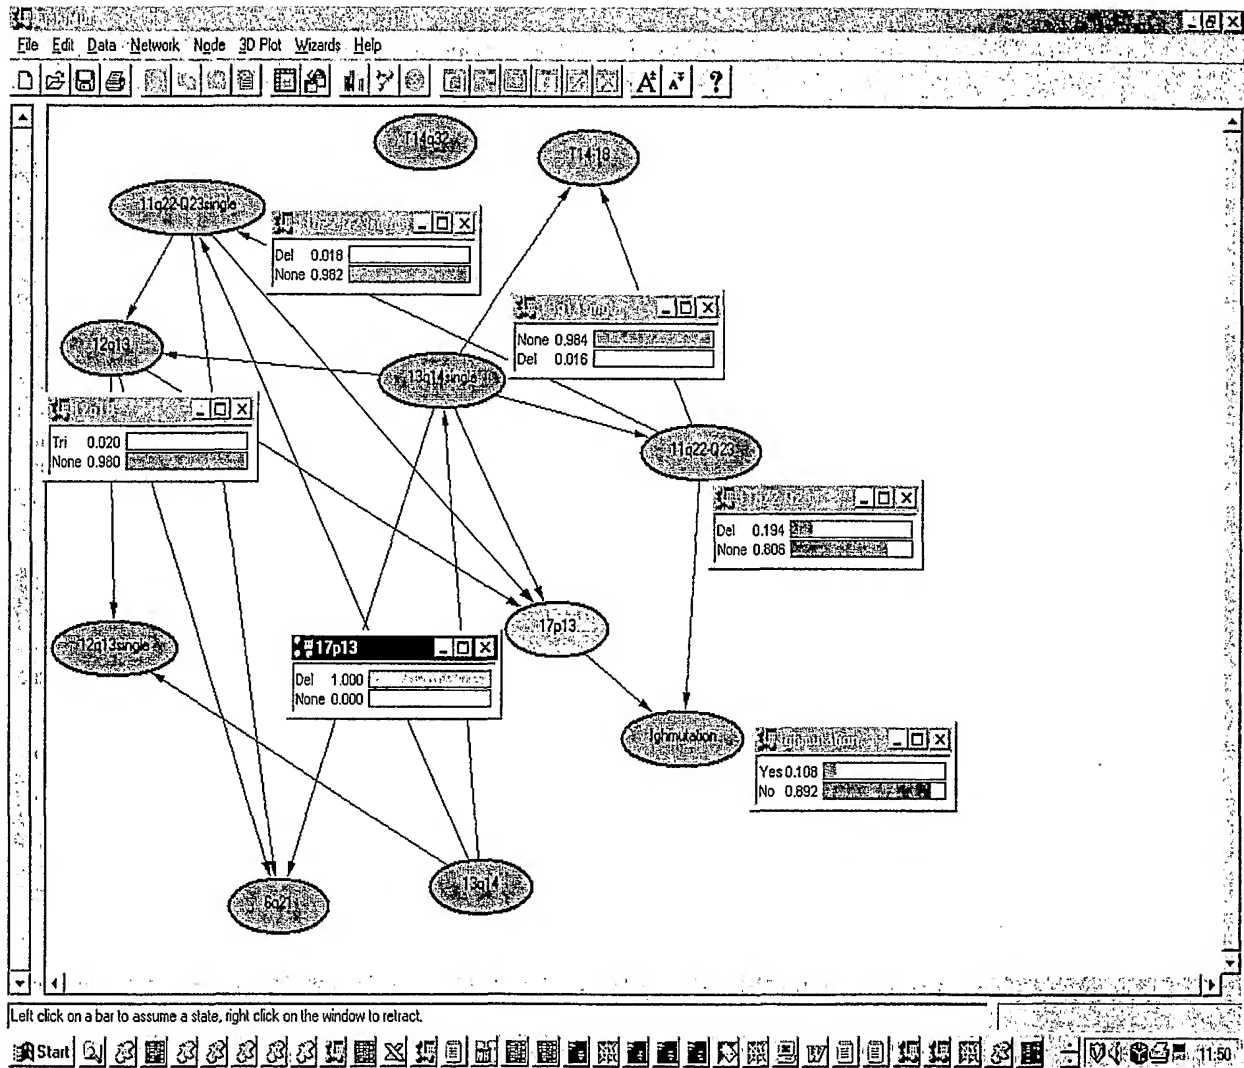 File Edit Data Network Node 3D Plot Wizards Help
T14q32
T14-18
11q22-Q23single
Del 0.018
None 0.982
None 0.984
Del 0.016
12q13
13q14single
Tri 0.020
None 0.980
11q22-Q23
Del 0.194
None 0.806
17p13
12q13single
17p13
Del 1.000
None 0.000
Ighmutation
Ighmutation
Yes 0.108
No 0.892
13q14
6q21
Left click on a bar to assume a state, right click on the window to retract.
Start
11:50